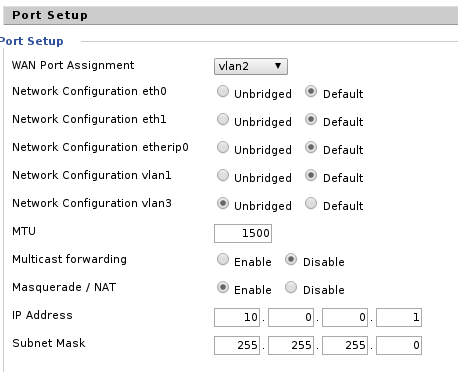 Port Setup
Port Setup
WAN Port Assignment vlan2
Network Configuration eth0 Unbridged Default
Network Configuration eth1 Unbridged Default
Network Configuration etherip0 Unbridged Default
Network Configuration vlan1 Unbridged Default
Network Configuration vlan3 Unbridged Default
MTU 1500
Multicast forwarding Enable Disable
Masquerade / NAT Enable Disable
IP Address 10. 0. 0. 1
Subnet Mask 255. 255. 255. 0